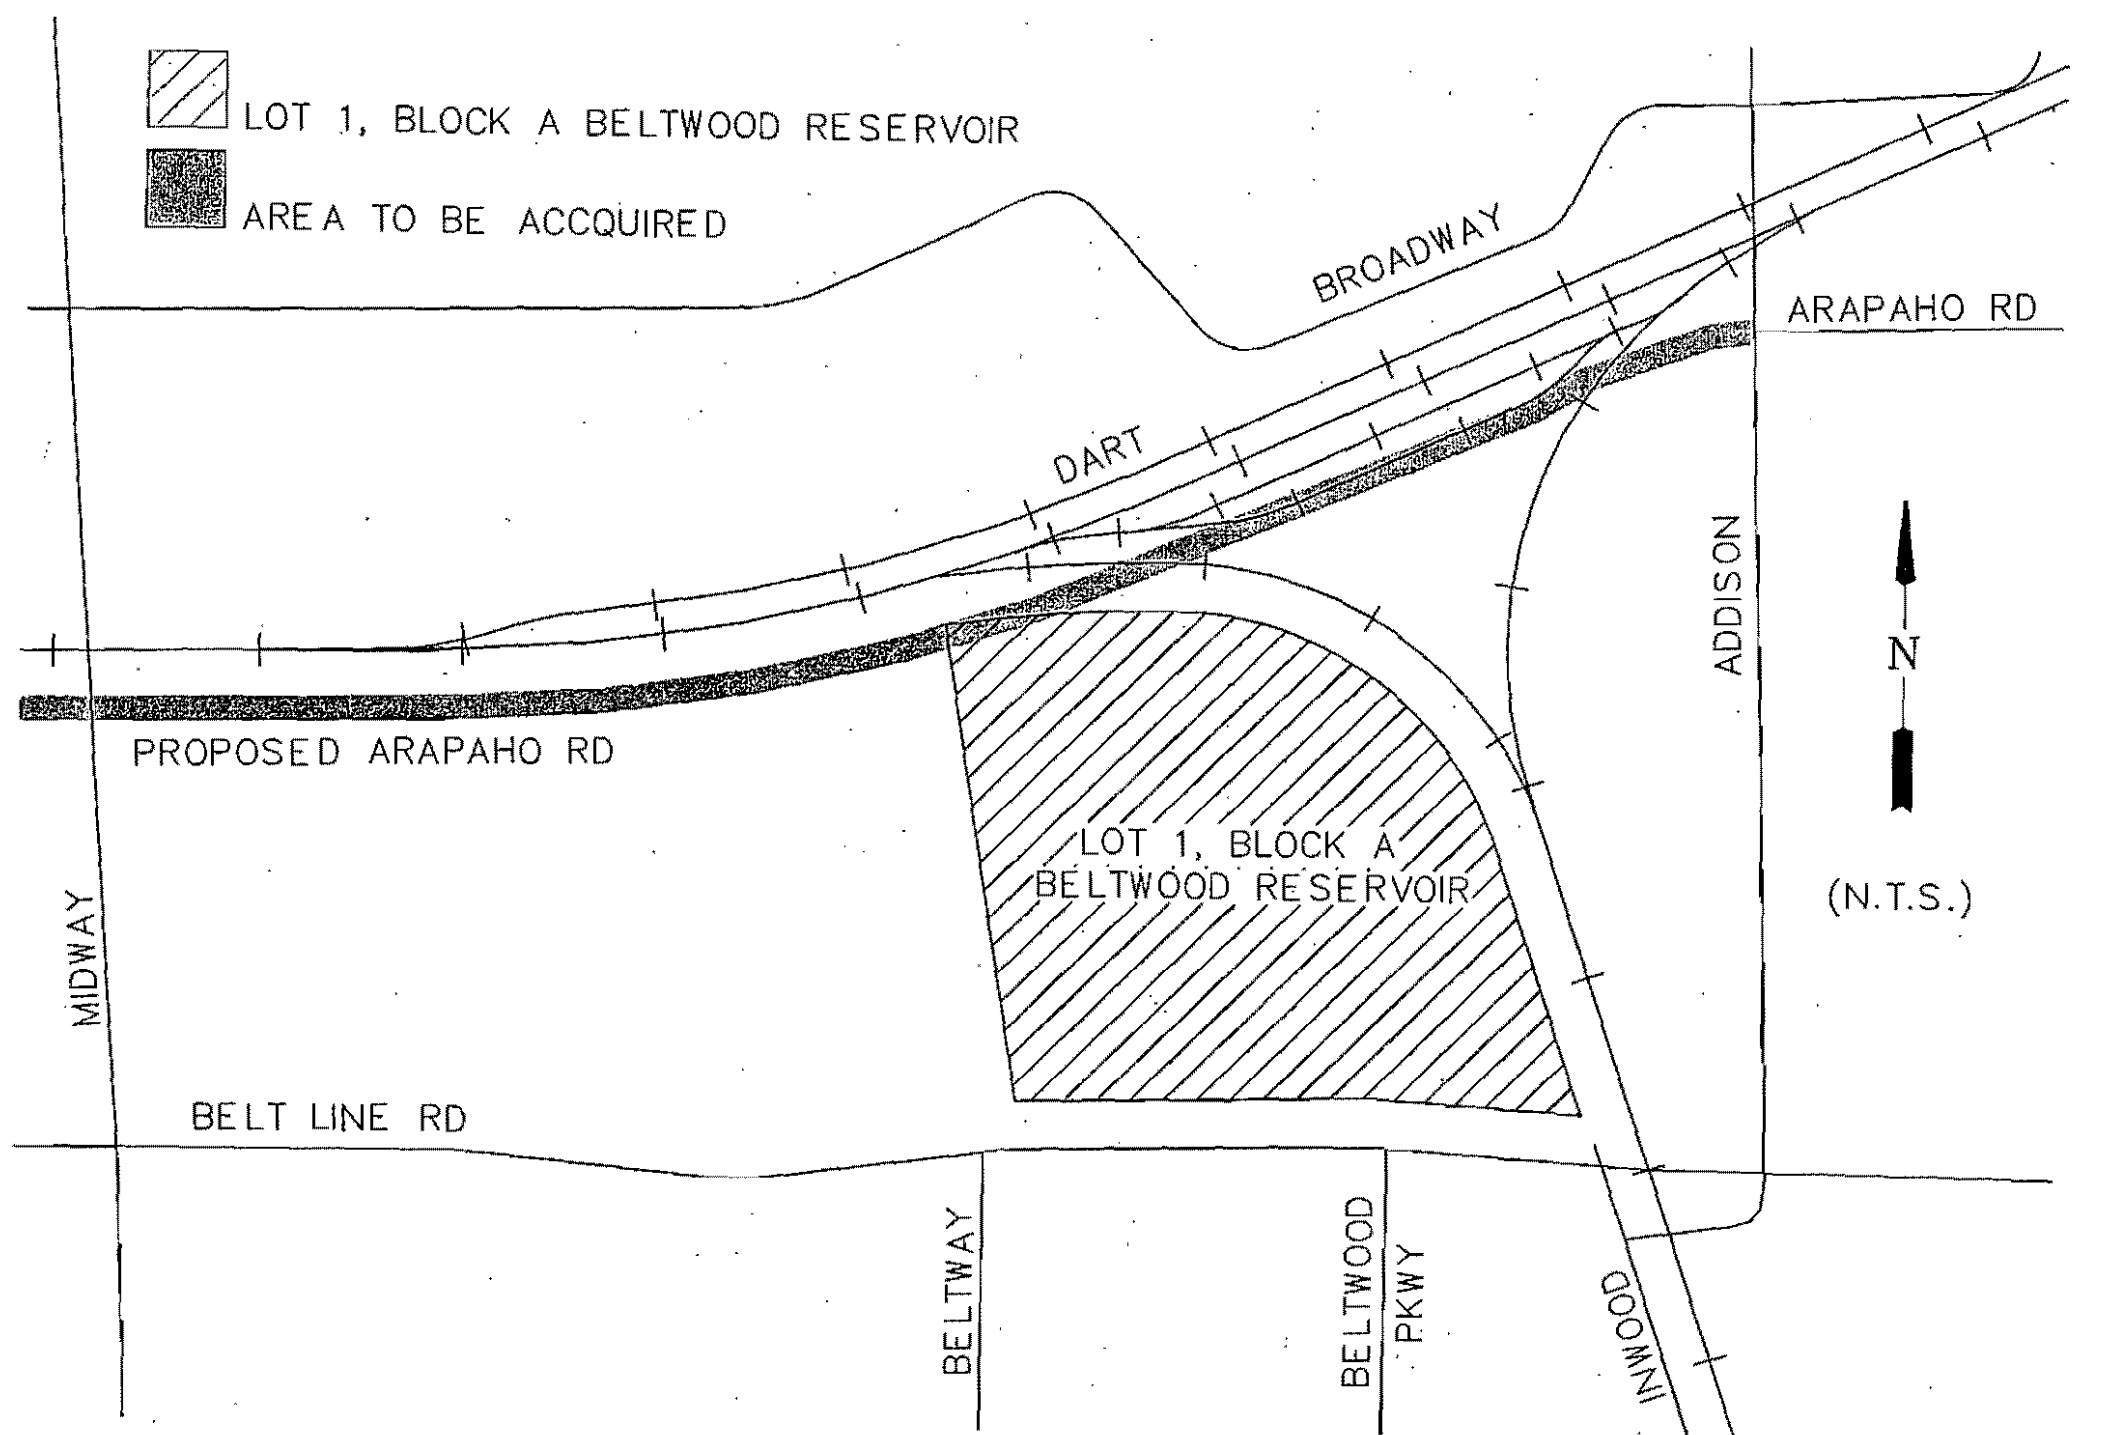 LOT 1, BLOCK A BELTWOOD RESERVOIR
AREA TO BE ACCQUIRED
BROADWAY
ARAPAHO RD
DART
ADDISON
N
PROPOSED ARAPAHO RD
LOT 1, BLOCK A
BELTWOOD RESERVOIR
(N.T.S.)
MIDWAY
BELT LINE RD
BELTWAY
BELTWOOD
PKWY
INWOOD